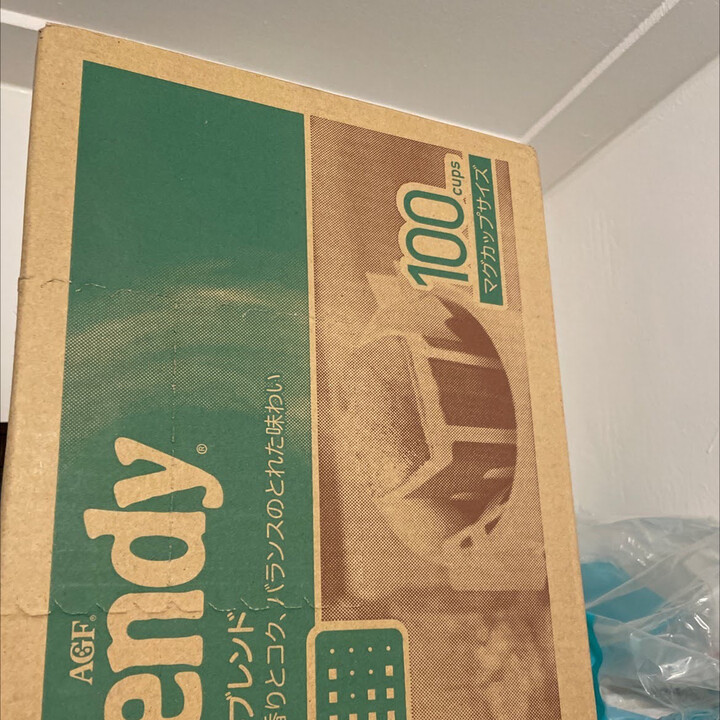 AGF®
endy®
ブレンド
香りとコク、バランスのとれた味わい
100 cups
マグカップサイズ